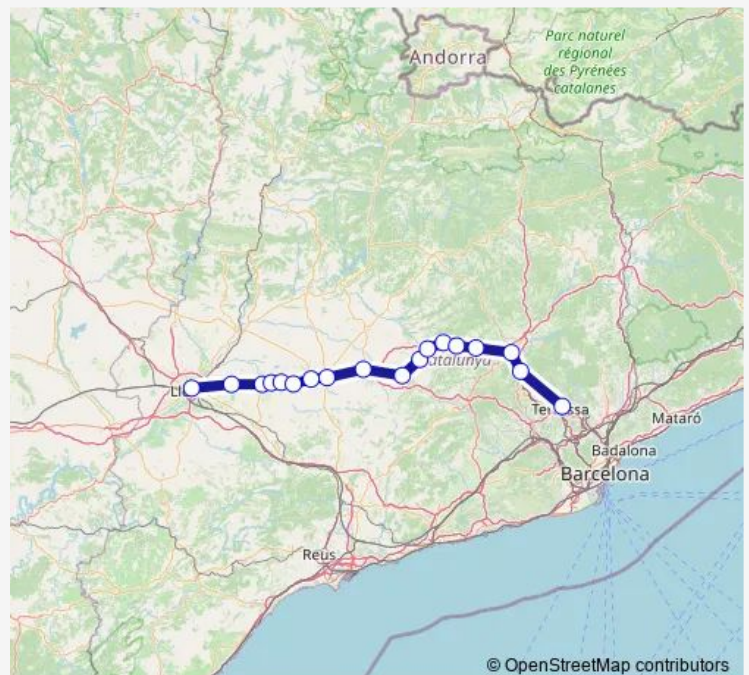 Parc naturel
régional
des Pyrénées
catalanes
Andorra
Catalunya
Mataró
Badalona
Barcelona
Reus
© OpenStreetMap contributors